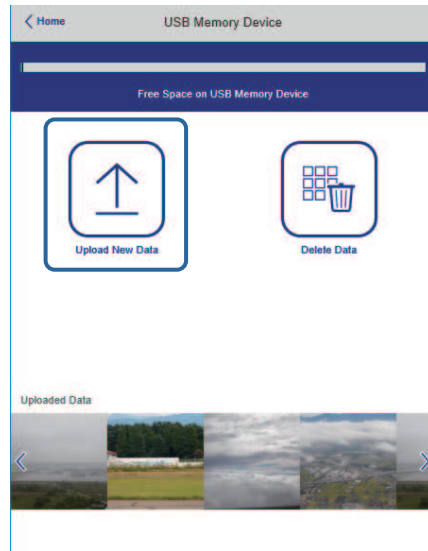 Home
USB Memory Device
Free Space on USB Memory Device
Upload New Data
Delete Data
Uploaded Data